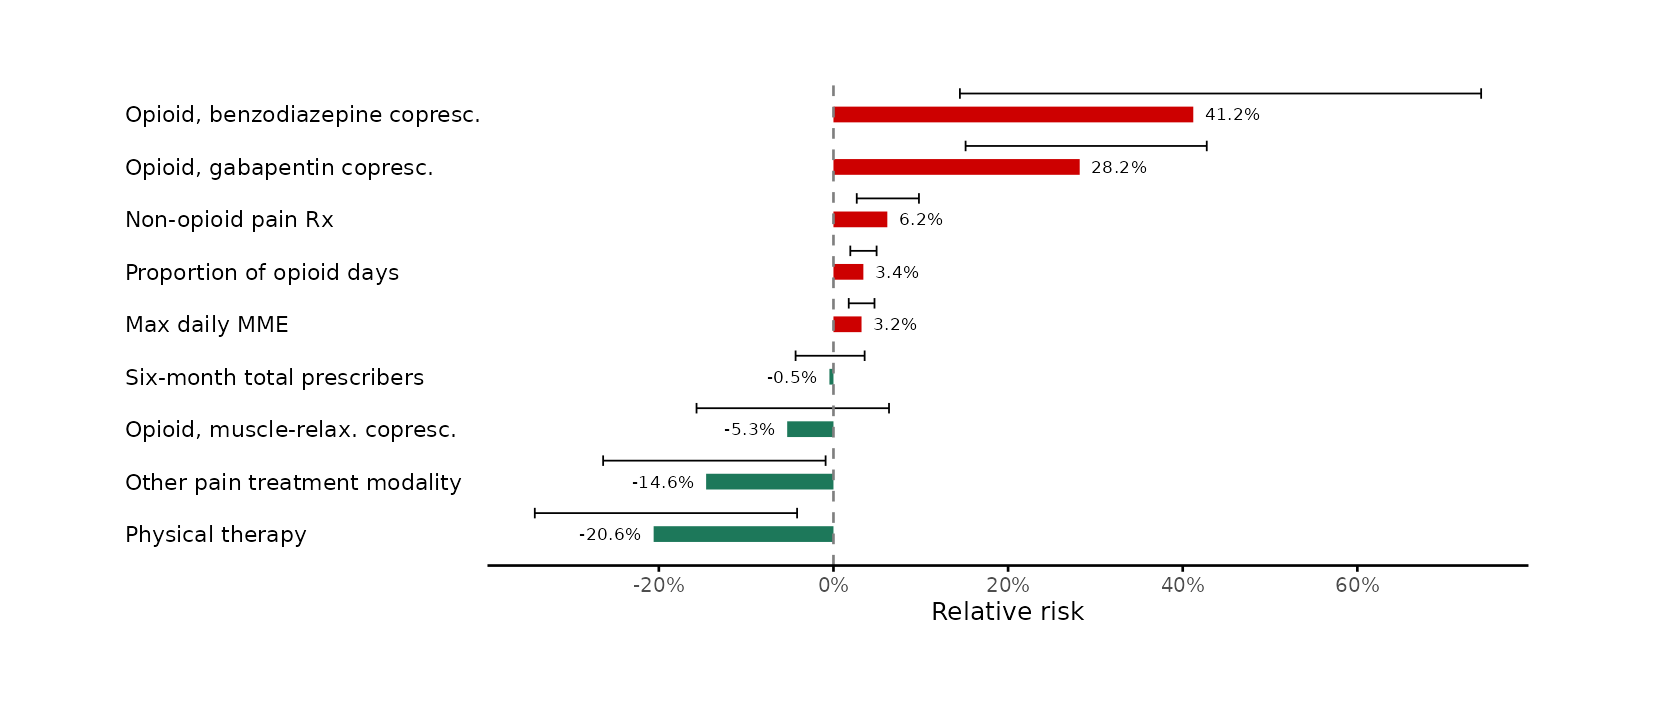 Opioid, benzodiazepine copresc.
41.2%
Opioid, gabapentin copresc.
28.2%
Non-opioid pain Rx
6.2%
Proportion of opioid days
3.4%
Max daily MME
3.2%
Six-month total prescribers
-0.5%
Opioid, muscle-relax. copresc.
-5.3%
Other pain treatment modality
-14.6%
Physical therapy
-20.6%
-20%
0%
20%
40%
60%
Relative risk